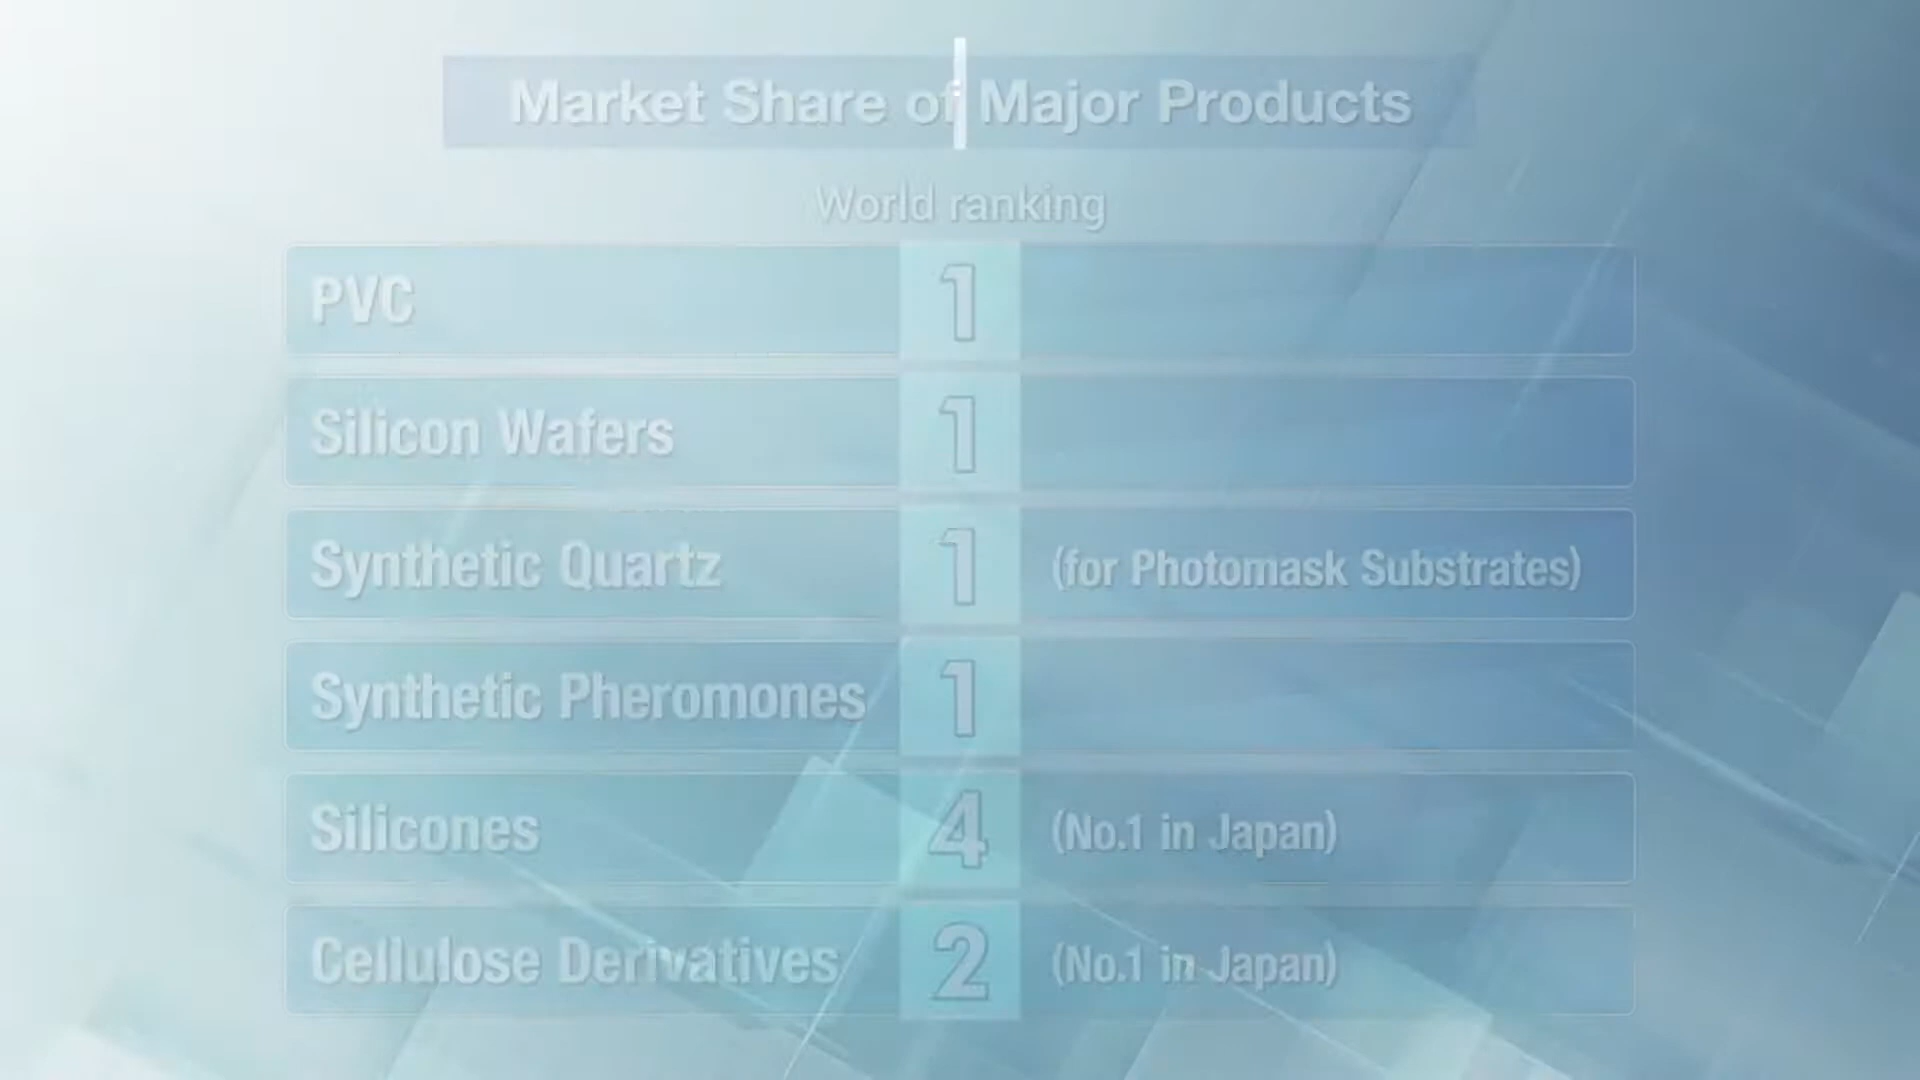 Market Share of Major Products
World ranking
PVC 1
Silicon Wafers 1
Synthetic Quartz 1 (for Photomask Substrates)
Synthetic Pheromones 1
Silicones 4 (No.1 in Japan)
Cellulose Derivatives 2 (No.1 in Japan)